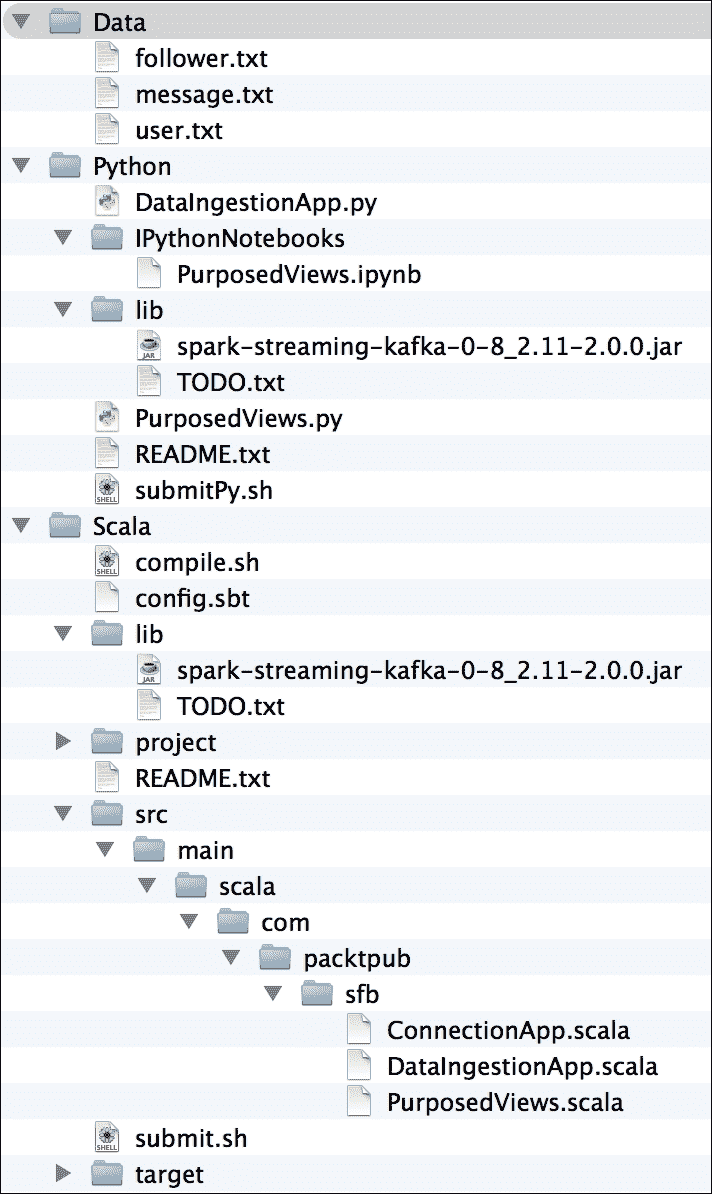 Data
follower.txt
message.txt
user.txt
Python
DataIngestionApp.py
IPythonNotebooks
PurposedViews.ipynb
lib
JAR spark-streaming-kafka-0-8_2.11-2.0.0.jar
TODO.txt
PurposedViews.py
README.txt
SHELL submitPy.sh
Scala
SHELL compile.sh
config.sbt
lib
JAR spark-streaming-kafka-0-8_2.11-2.0.0.jar
TODO.txt
project
README.txt
src
main
scala
com
packtpub
sfb
ConnectionApp.scala
DataIngestionApp.scala
PurposedViews.scala
SHELL submit.sh
target